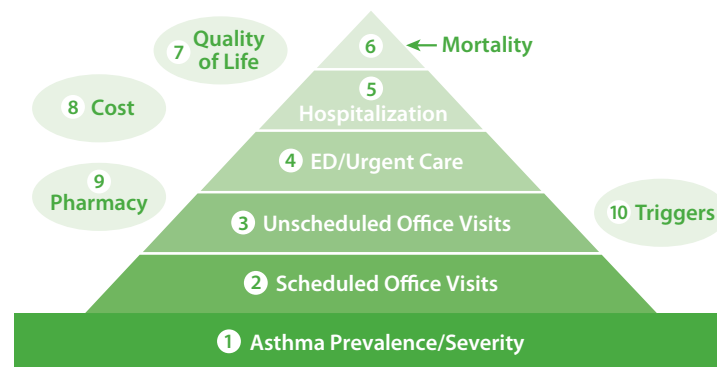 7 Quality
of Life
6
Mortality
8 Cost
5
Hospitalization
9
Pharmacy
4 ED/Urgent Care
3 Unscheduled Office Visits
10 Triggers
2 Scheduled Office Visits
1 Asthma Prevalence/Severity